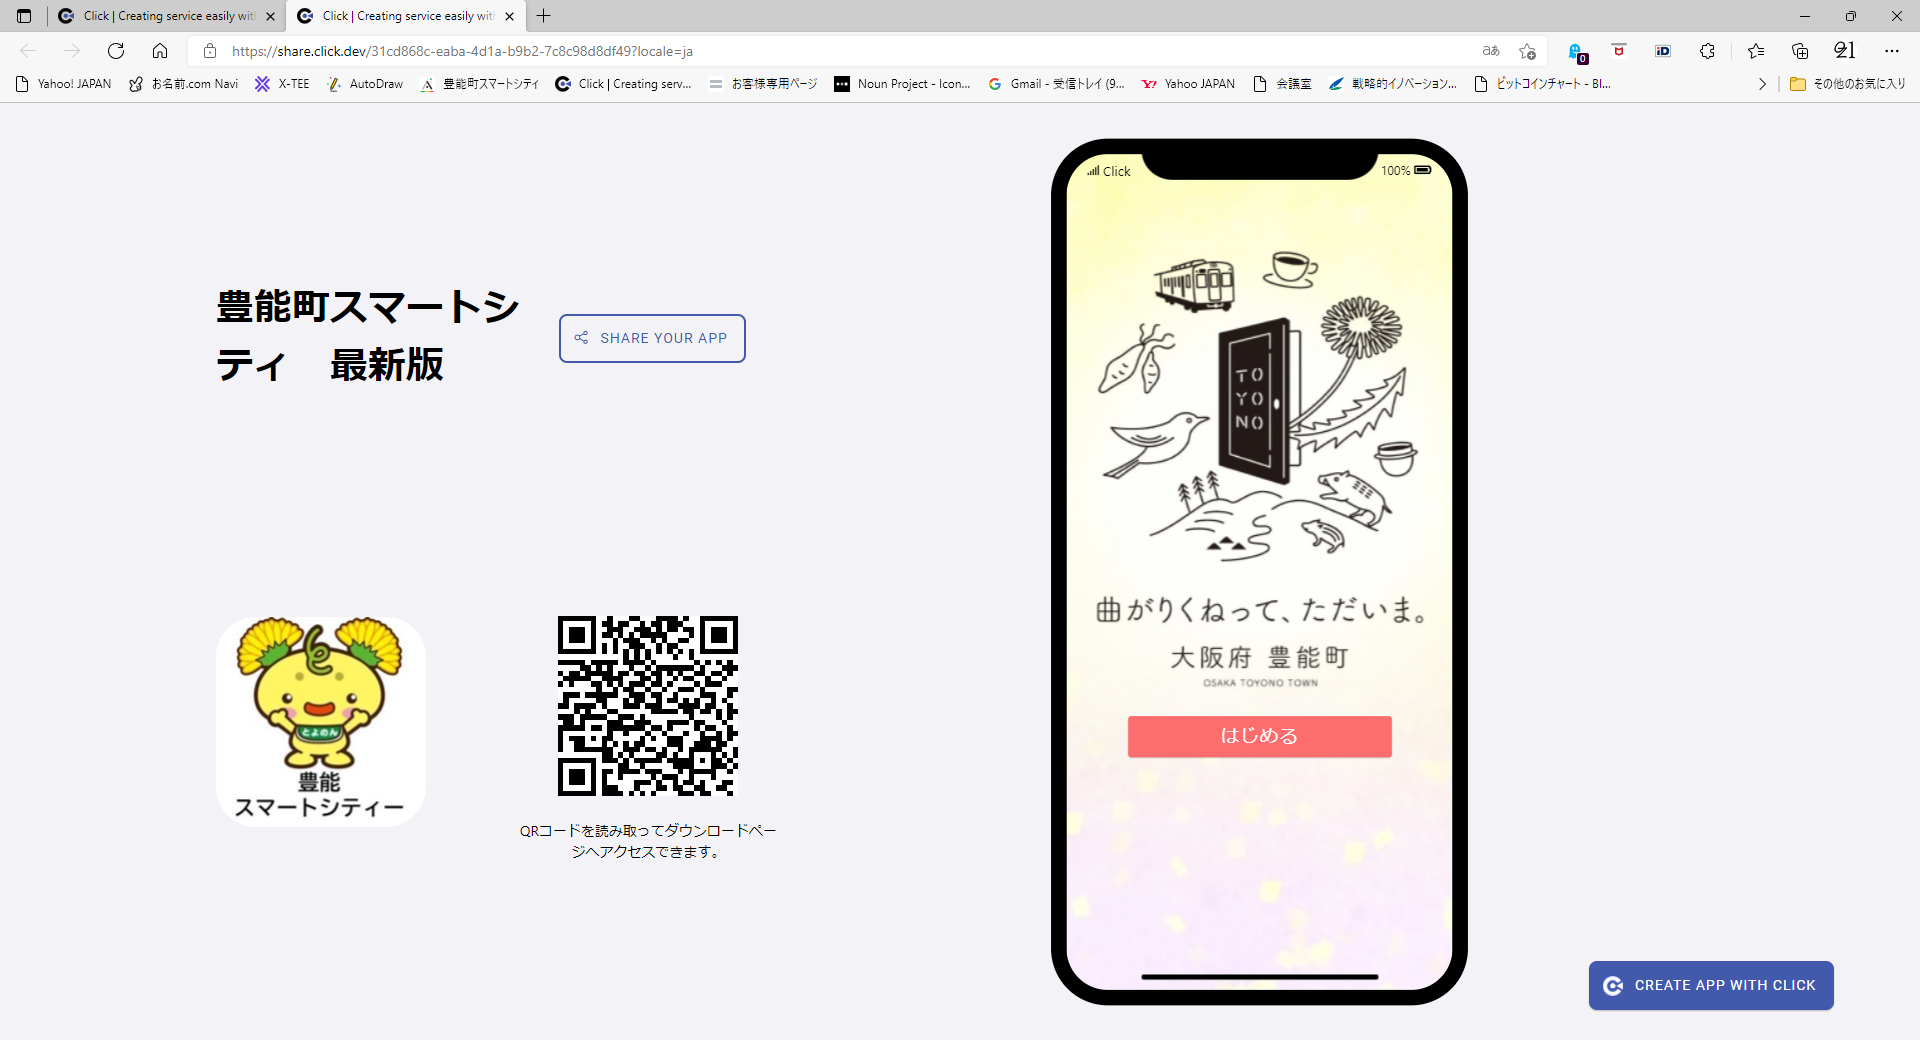 Click | Creating service easily with
Click | Creating service easily with
https://share.click.dev/31cd868c-eaba-4d1a-b9b2-7c8c98d8df49?locale=ja
Yahoo! JAPAN
お名前.com Navi
X-TEE
AutoDraw
豊能町スマートシティ
Click | Creating serv...
お客様専用ページ
Noun Project - Icon...
Gmail - 受信トレイ (9...
Yahoo JAPAN
会議室
戦略的イノベーション...
ビットコインチャート - Bl...
その他のお気に入り
豊能町スマートシ
ティ　最新版
SHARE YOUR APP
とよのん
豊能
スマートシティー
QRコードを読み取ってダウンロードペー
ジへアクセスできます。
Click
100%
TO
YO
NO
曲がりくねって、ただいま。
大阪府 豊能町
OSAKA TOYONO TOWN
はじめる
CREATE APP WITH CLICK